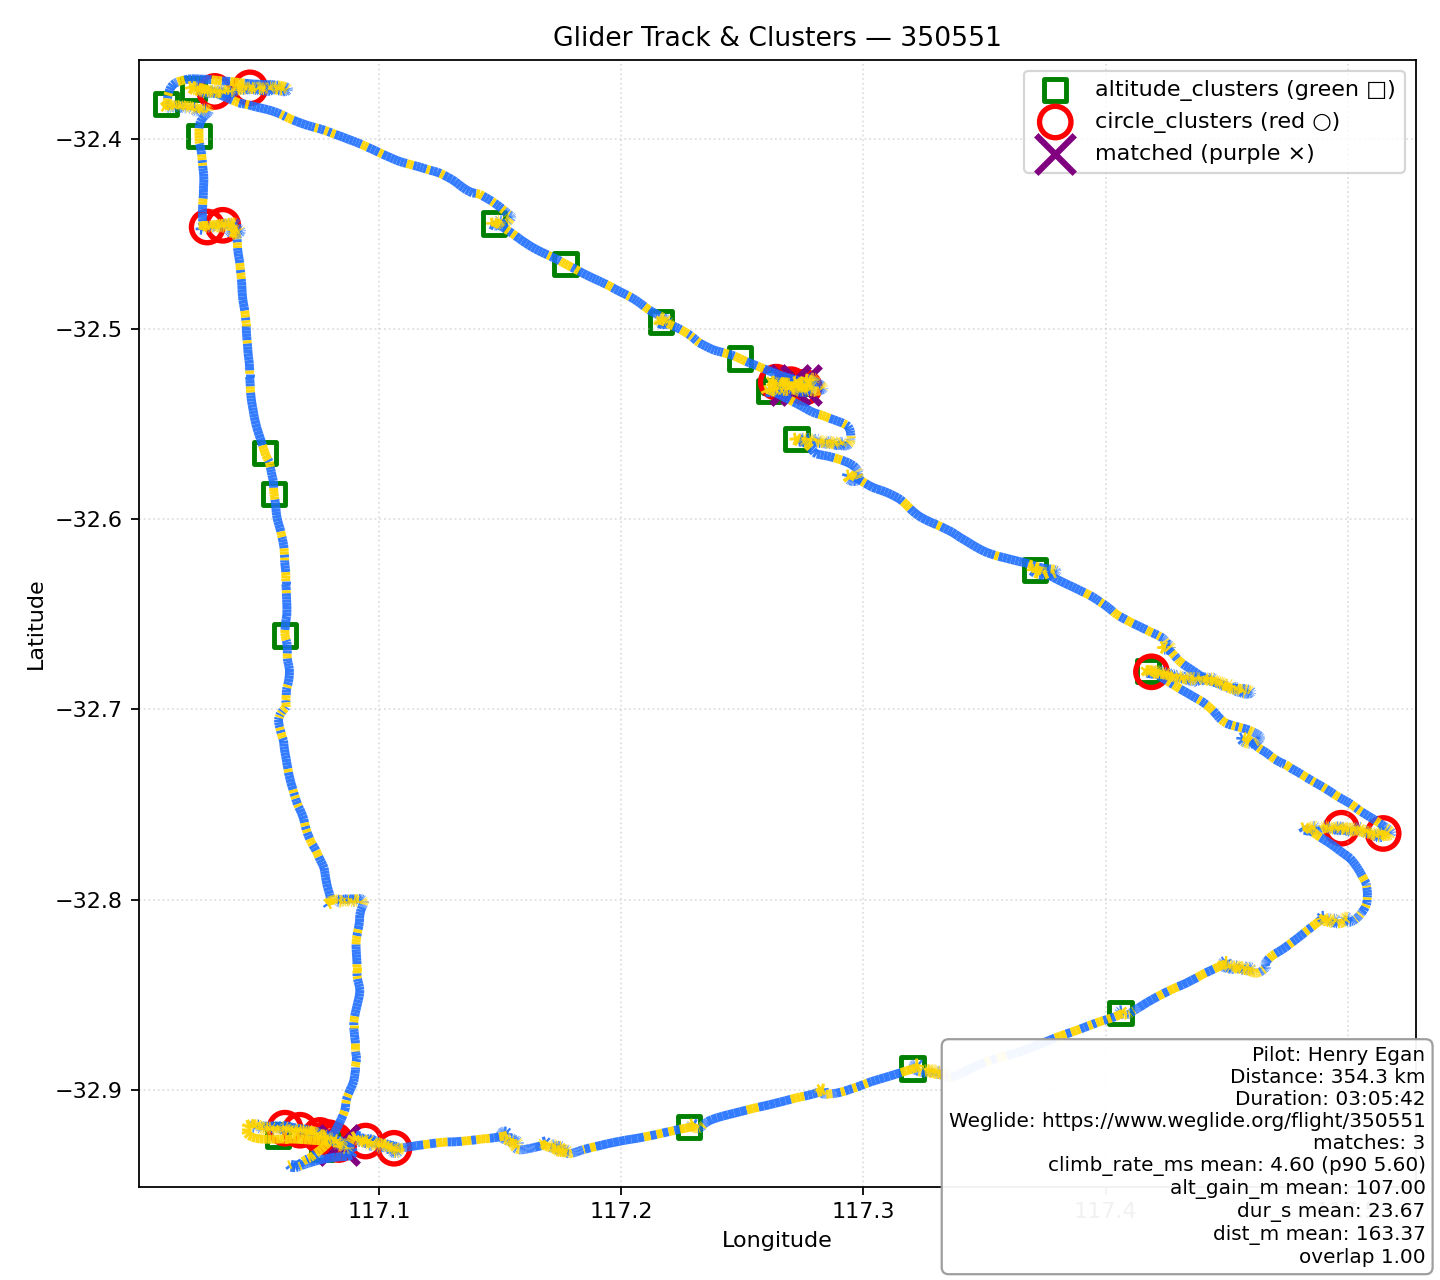 Glider Track & Clusters — 350551
altitude_clusters (green □)
circle_clusters (red ○)
matched (purple ×)
−32.4
−32.5
−32.6
−32.7
−32.8
−32.9
Latitude
117.1
117.2
117.3
117.4
Longitude
Pilot: Henry Egan
Distance: 354.3 km
Duration: 03:05:42
Weglide: https://www.weglide.org/flight/350551
matches: 3
climb_rate_ms mean: 4.60 (p90 5.60)
alt_gain_m mean: 107.00
dur_s mean: 23.67
dist_m mean: 163.37
overlap 1.00